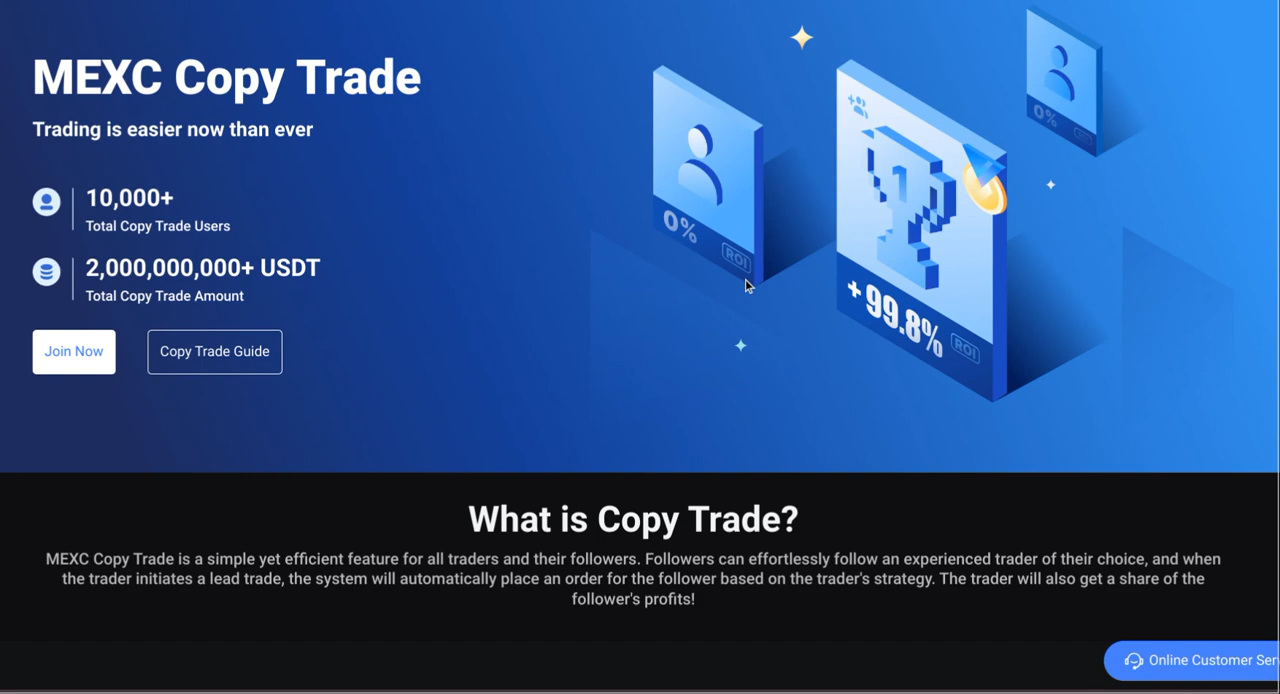 MEXC Copy Trade
Trading is easier now than ever
10,000+
Total Copy Trade Users
2,000,000,000+ USDT
Total Copy Trade Amount
Join Now
Copy Trade Guide
0%
ROI
1
+99.8%
ROI
0%
What is Copy Trade?
MEXC Copy Trade is a simple yet efficient feature for all traders and their followers. Followers can effortlessly follow an experienced trader of their choice, and when
the trader initiates a lead trade, the system will automatically place an order for the follower based on the trader's strategy. The trader will also get a share of the
follower's profits!
Online Customer Ser